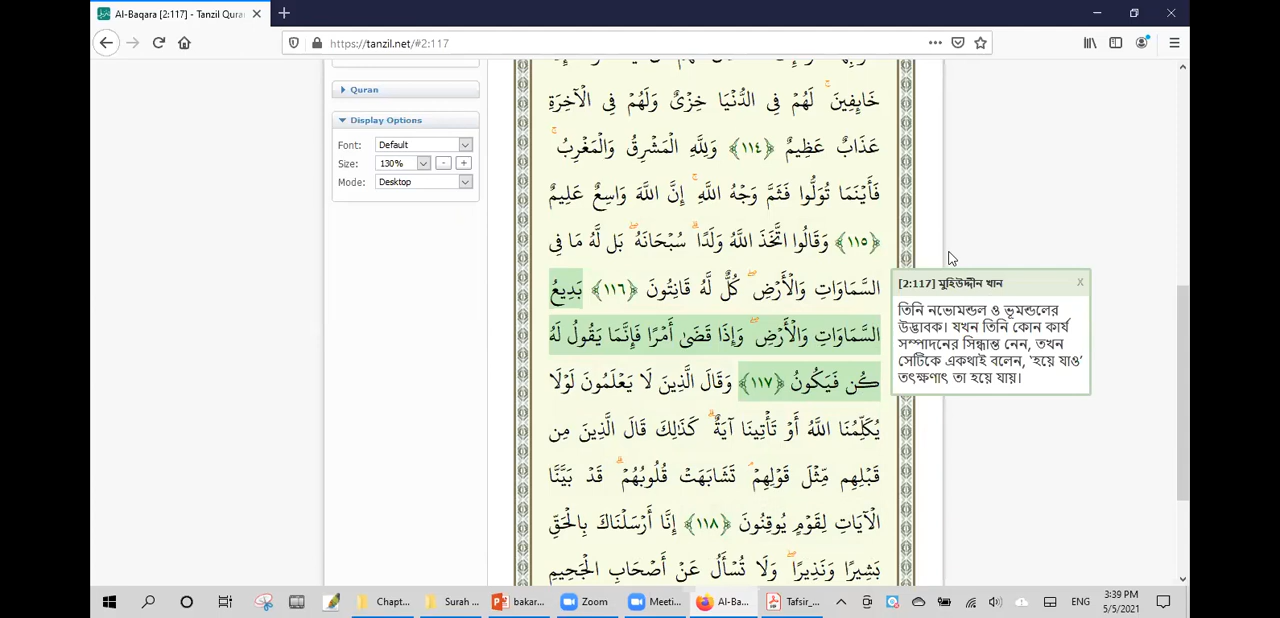 Al-Baqara [2:117] - Tanzil Qura
https://tanzil.net/#2:117
Quran
Display Options
Font: Default
Size: 130% - +
Mode: Desktop
خَائِفِينَ ۚ لَهُمْ فِي الدُّنْيَا خِزْيٌ وَلَهُمْ فِي الْآخِرَةِ
عَذَابٌ عَظِيمٌ ﴿١١٤﴾ وَلِلَّهِ الْمَشْرِقُ وَالْمَغْرِبُ ۚ
فَأَيْنَمَا تُوَلُّوا فَثَمَّ وَجْهُ اللَّهِ ۚ إِنَّ اللَّهَ وَاسِعٌ عَلِيمٌ
﴿١١٥﴾ وَقَالُوا اتَّخَذَ اللَّهُ وَلَدًا ۗ سُبْحَانَهُ ۖ بَل لَّهُ مَا فِي
السَّمَاوَاتِ وَالْأَرْضِ ۖ كُلٌّ لَّهُ قَانِتُونَ ﴿١١٦﴾ بَدِيعُ
السَّمَاوَاتِ وَالْأَرْضِ ۖ وَإِذَا قَضَىٰ أَمْرًا فَإِنَّمَا يَقُولُ لَهُ
كُن فَيَكُونُ ﴿١١٧﴾ وَقَالَ الَّذِينَ لَا يَعْلَمُونَ لَوْلَا
يُكَلِّمُنَا اللَّهُ أَوْ تَأْتِينَا آيَةٌ ۗ كَذَٰلِكَ قَالَ الَّذِينَ مِن
قَبْلِهِم مِّثْلَ قَوْلِهِمْ ۘ تَشَابَهَتْ قُلُوبُهُمْ ۗ قَدْ بَيَّنَّا
الْآيَاتِ لِقَوْمٍ يُوقِنُونَ ﴿١١٨﴾ إِنَّا أَرْسَلْنَاكَ بِالْحَقِّ
بَشِيرًا وَنَذِيرًا ۖ وَلَا تُسْأَلُ عَنْ أَصْحَابِ الْجَحِيمِ
[2:117] মুহিউদ্দীন খান X
তিনি নভোমন্ডল ও ভূমন্ডলের
উদ্ভাবক। যখন তিনি কোন কার্য
সম্পাদনের সিন্ধান্ত নেন, তখন
সেটিকে একথাই বলেন, ‘হয়ে যাও’
তৎক্ষণাৎ তা হয়ে যায়।
Chapt...
Surah ...
bakar...
Zoom
Meeti...
Al-Ba...
Tafsir_...
ENG
3:39 PM
5/5/2021